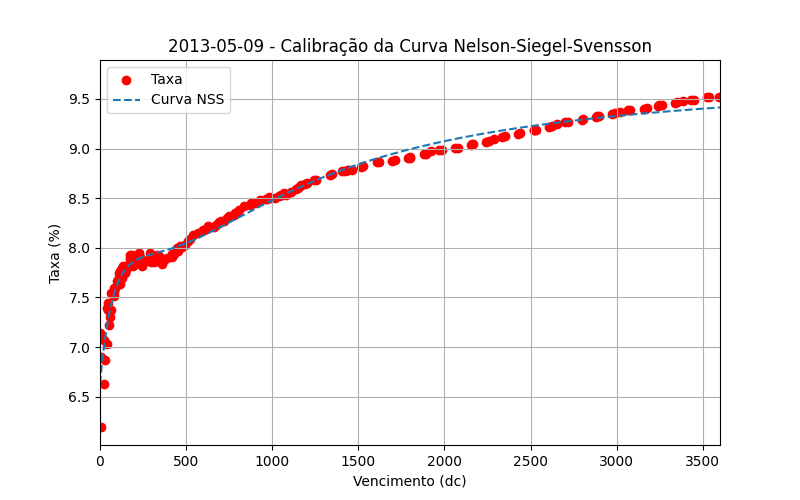 2013-05-09 - Calibração da Curva Nelson-Siegel-Svensson
Taxa
Curva NSS
Taxa (%)
9.5
9.0
8.5
8.0
7.5
7.0
6.5
0 500 1000 1500 2000 2500 3000 3500
Vencimento (dc)